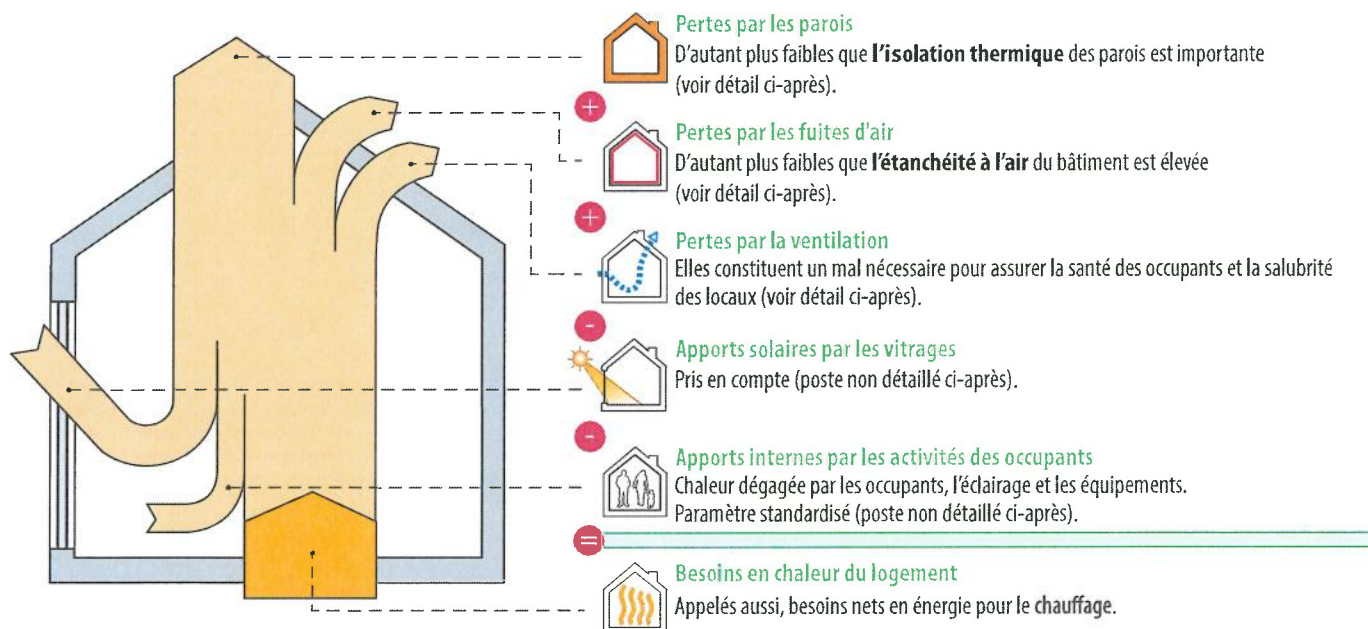 Pertes par les parois
D'autant plus faibles que l'isolation thermique des parois est importante
(voir détail ci-après).
+
Pertes par les fuites d'air
D'autant plus faibles que l'étanchéité à l'air du bâtiment est élevée
(voir détail ci-après).
+
Pertes par la ventilation
Elles constituent un mal nécessaire pour assurer la santé des occupants et la salubrité
des locaux (voir détail ci-après).
-
Apports solaires par les vitrages
Pris en compte (poste non détaillé ci-après).
-
Apports internes par les activités des occupants
Chaleur dégagée par les occupants, l'éclairage et les équipements.
Paramètre standardisé (poste non détaillé ci-après).
=
Besoins en chaleur du logement
Appelés aussi, besoins nets en énergie pour le chauffage.